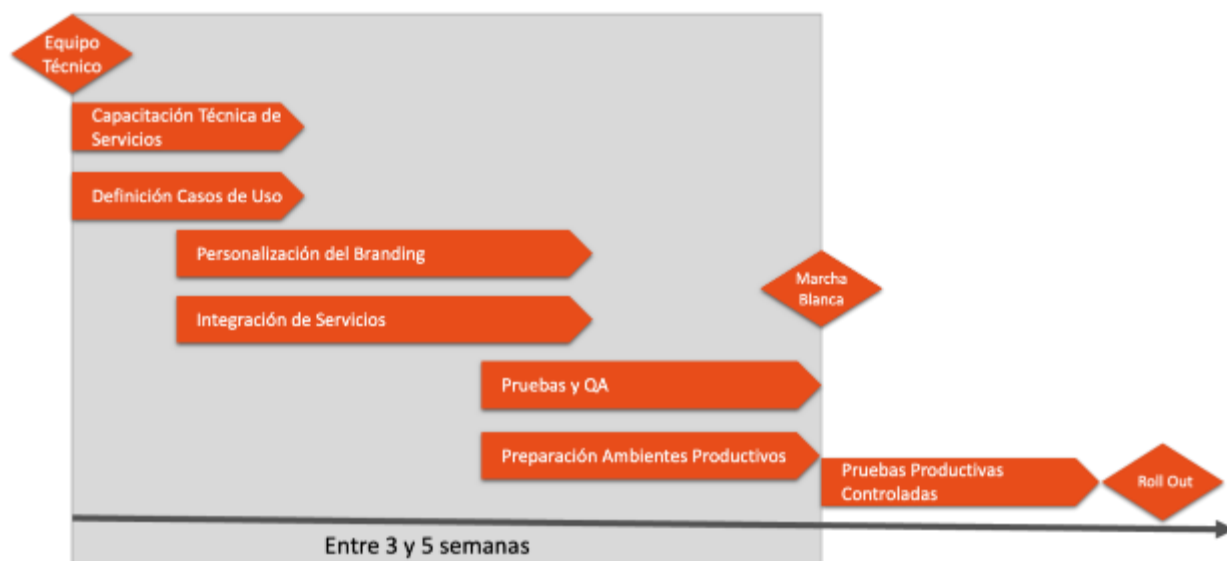 Equipo
Técnico
Capacitación Técnica de
Servicios
Definición Casos de Uso
Personalización del Branding
Marcha
Blanca
Integración de Servicios
Pruebas y QA
Preparación Ambientes Productivos
Pruebas Productivas
Controladas
Roll Out
Entre 3 y 5 semanas